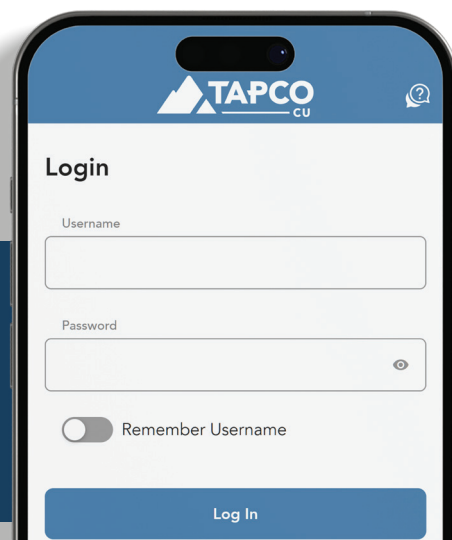 TAPCO
CU
Login
Username
Password
Remember Username
Log In